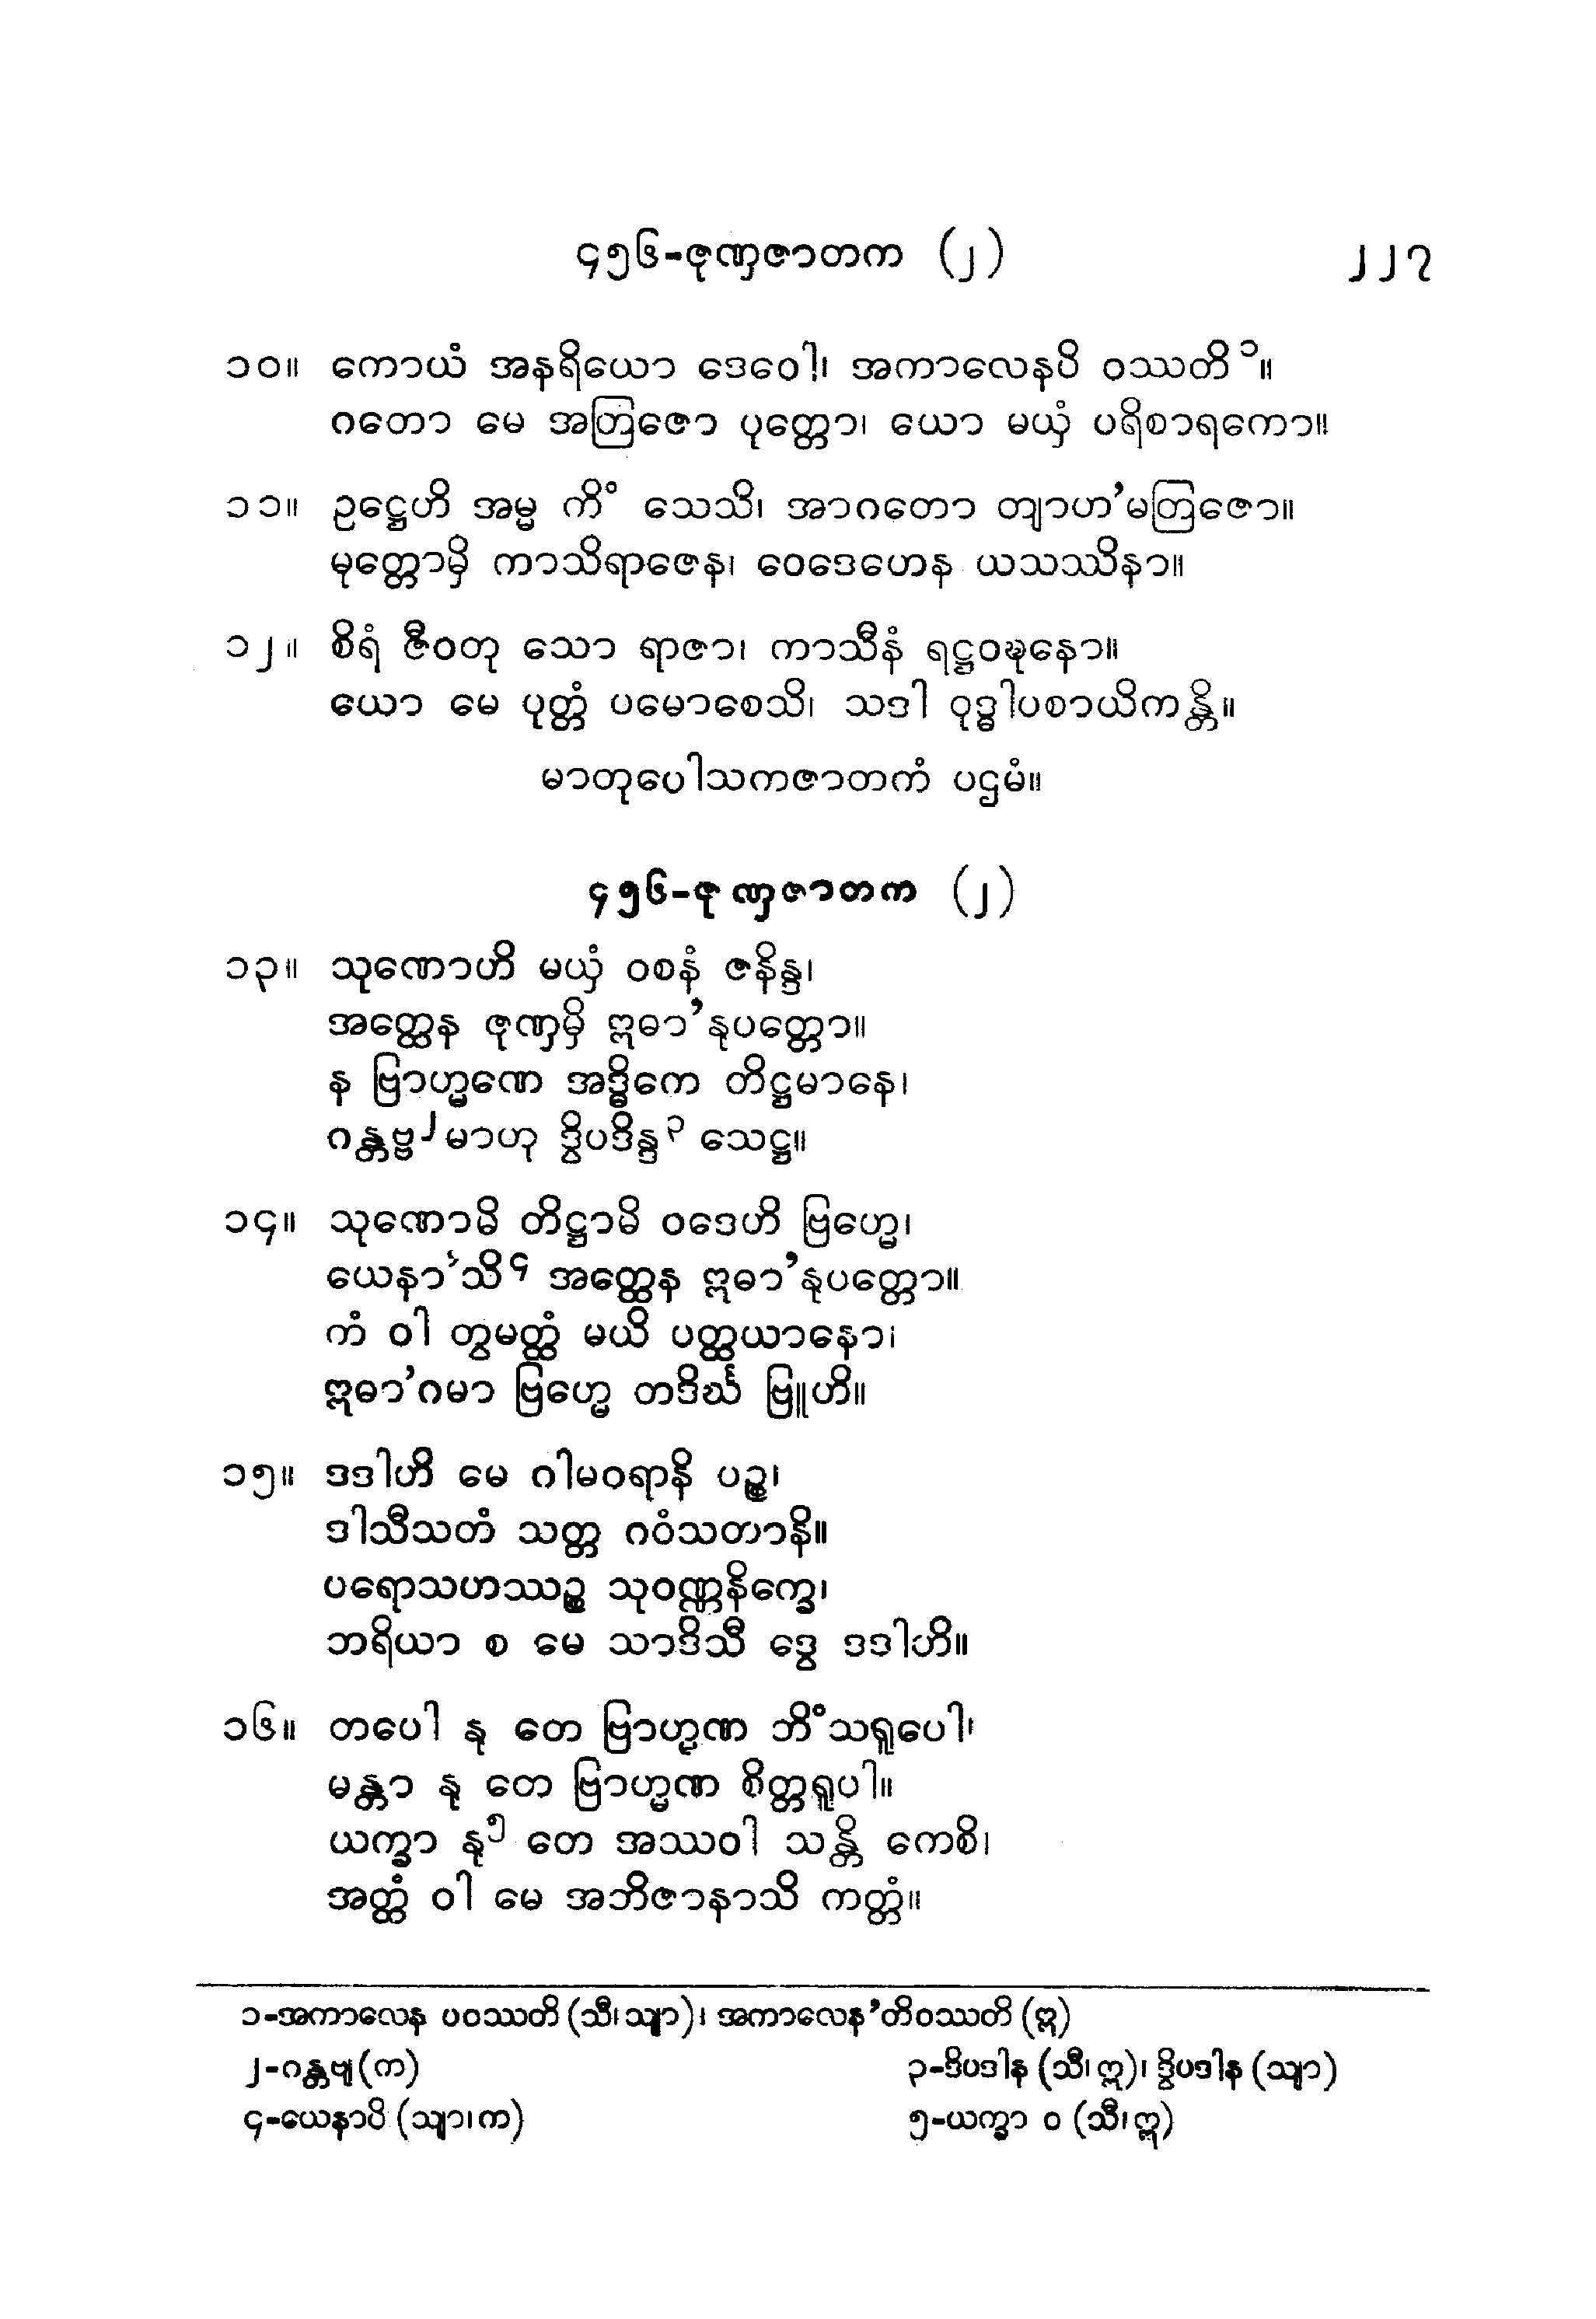 ၄၅၆-ဇုဏှဇာတက (၂) ၂၂၇
၁၀။ ကောယံ အနရိယော ဒေဝေါ၊ အကာလေနပိ ဝဿတိ၁။
ဂတော မေ အတြဇော ပုတ္တော၊ ယော မယှံ ပရိစာရကော။
၁၁။ ဥဋ္ဌေဟိ အမ္မ ကိံ သေသိ၊ အာဂတော တျာဟ’မတြဇော။
မုတ္တောမှိ ကာသိရာဇေန၊ ဝေဒေဟေန ယသဿိနာ။
၁၂။ စိရံ ဇီဝတု သော ရာဇာ၊ ကာသီနံ ရဋ္ဌဝဍ္ဎနော။
ယော မေ ပုတ္တံ ပမောစေသိ၊ သဒါ ဝုဒ္ဓါပစာယိကန္တိ။
မာတုပေါသကဇာတကံ ပဌမံ။
၄၅၆-ဇုဏှဇာတက (၂)
၁၃။ သုဏောဟိ မယှံ ဝစနံ ဇနိန္ဒ၊
အတ္ထေန ဇုဏှမှိ ဣဓာ’နုပတ္တော။
န ဗြာဟ္မဏေ အဒ္ဓိကေ တိဋ္ဌမာနေ၊
ဂန္တဗ္ဗ၂မာဟု ဒွိပဒိန္ဒ၃ သေဋ္ဌ။
၁၄။ သုဏောမိ တိဋ္ဌာမိ ဝဒေဟိ ဗြဟ္မေ၊
ယေနာ’သိ၄ အတ္ထေန ဣဓာ’နုပတ္တော။
ကံ ဝါ တွမတ္ထံ မယိ ပတ္ထယာနော၊
ဣဓာ’ဂမာ ဗြဟ္မေ တဒိင်္ဃ ဗြူဟိ။
၁၅။ ဒဒါဟိ မေ ဂါမဝရာနိ ပဉ္စ၊
ဒါသီသတံ သတ္တ ဂဝံသတာနိ။
ပရောသဟဿဉ္စ သုဝဏ္ဏနိက္ခေ၊
ဘရိယာ စ မေ သာဒိသီ ဒွေ ဒဒါဟိ။
၁၆။ တပေါ နု တေ ဗြာဟ္မဏ ဘိံသရူပေါ၊
မန္တာ နု တေ ဗြာဟ္မဏ စိတ္တရူပါ။
ယက္ခာ နု၅ တေ အဿဝါ သန္တိ ကေစိ၊
အတ္ထံ ဝါ မေ အဘိဇာနာသိ ကတ္တံ။
၁-အကာလေန ပဝဿတိ (သီ၊သျာ)၊ အကာလေန’တိဝဿတိ (ဣ)
၂-ဂန္တဗျ (က) ၃-ဒိပဒါန (သီ၊ဣ)၊ ဒွိပဒါန (သျာ)
၄-ယေနာပိ (သျာ၊က) ၅-ယက္ခာ ဝ (သီ၊ဣ)